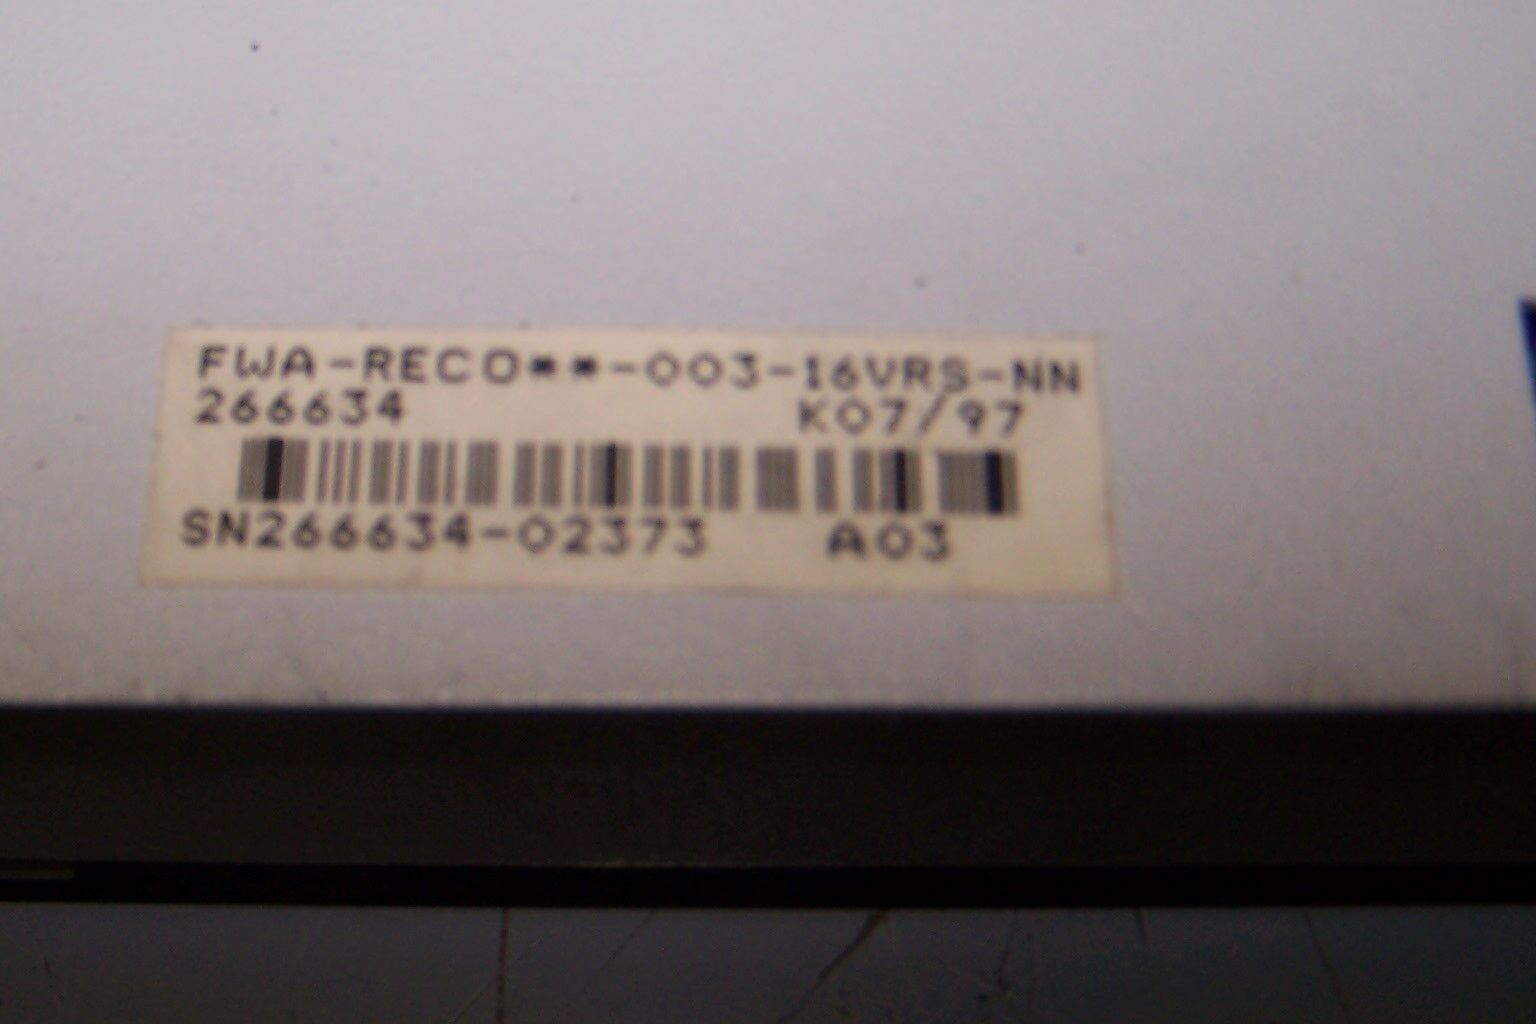 FWA-RECO**-003-16VRS-NN
266634 K07/97
SN266634-02373 A03